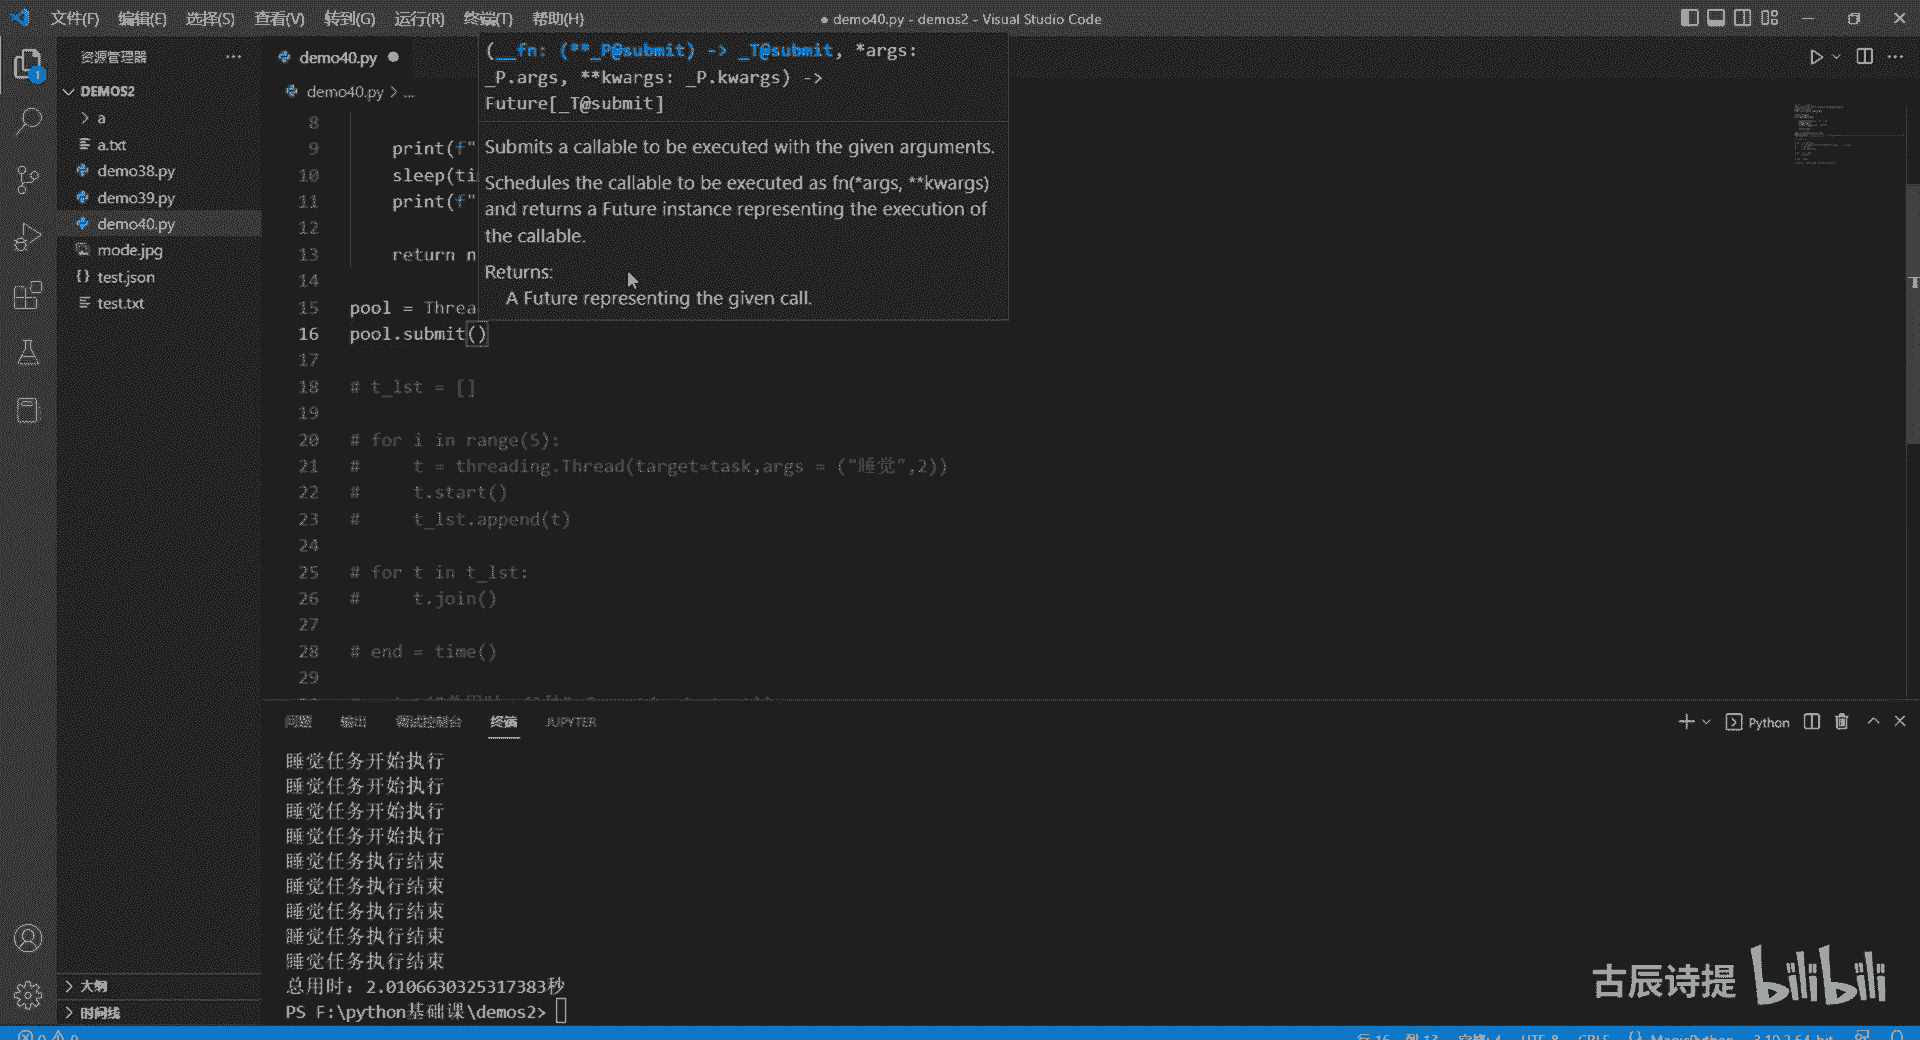 文件(F) 编辑(E) 选择(S) 查看(V) 转到(G) 运行(R) 终端(T) 帮助(H)
● demo40.py - demos2 - Visual Studio Code
资源管理器
DEMOS2
a
a.txt
demo38.py
demo39.py
demo40.py
mode.jpg
test.json
test.txt
大纲
时间线
1
demo40.py
demo40.py > ...
(__fn: (**_P@submit) -> _T@submit, *args:
_P.args, **kwargs: _P.kwargs) ->
Future[_T@submit]
Submits a callable to be executed with the given arguments.
Schedules the callable to be executed as fn(*args, **kwargs)
and returns a Future instance representing the execution of
the callable.
Returns:
A Future representing the given call.
8
9 print(f"
10 sleep(ti
11 print(f"
12
13 return n
14
15 pool = Threa
16 pool.submit()
17
18 # t_lst = []
19
20 # for i in range(5):
21 # t = threading.Thread(target=task,args = ("睡觉",2))
22 # t.start()
23 # t_lst.append(t)
24
25 # for t in t_lst:
26 # t.join()
27
28 # end = time()
29
问题 输出 调试控制台 终端 JUPYTER
Python
睡觉任务开始执行
睡觉任务开始执行
睡觉任务开始执行
睡觉任务开始执行
睡觉任务执行结束
睡觉任务执行结束
睡觉任务执行结束
睡觉任务执行结束
睡觉任务执行结束
总用时：2.0106630325317383秒
PS F:\python基础课\demos2>
古辰诗提 bilibili